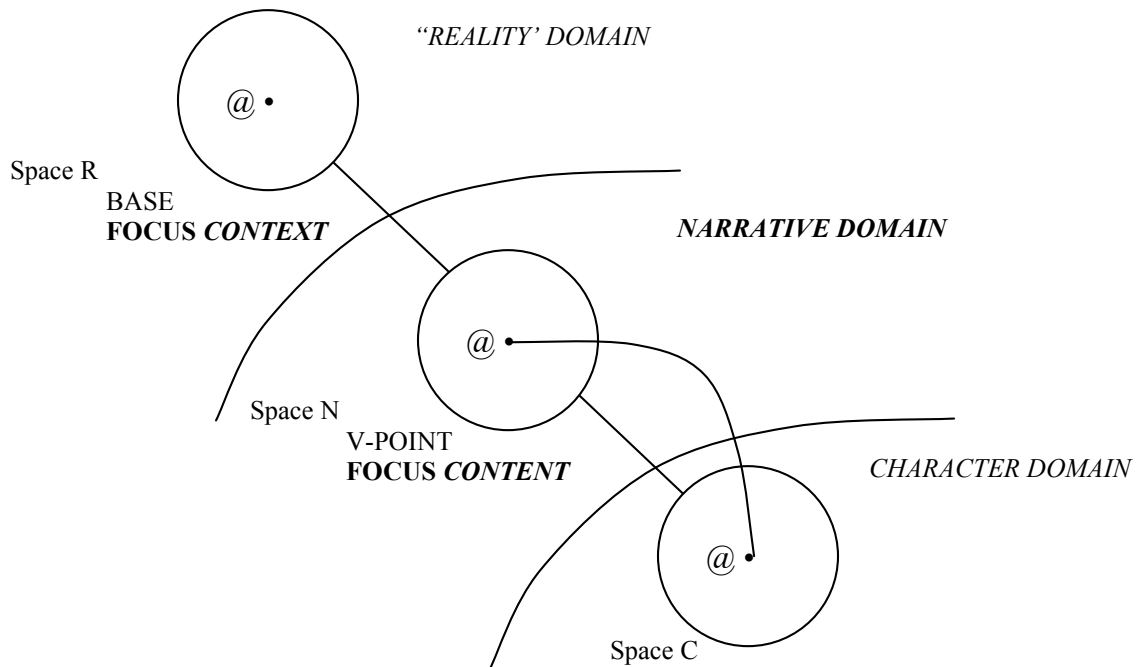 “REALITY’ DOMAIN
@
Space R
BASE
FOCUS CONTEXT
NARRATIVE DOMAIN
@
Space N
V-POINT
FOCUS CONTENT
CHARACTER DOMAIN
@
Space C